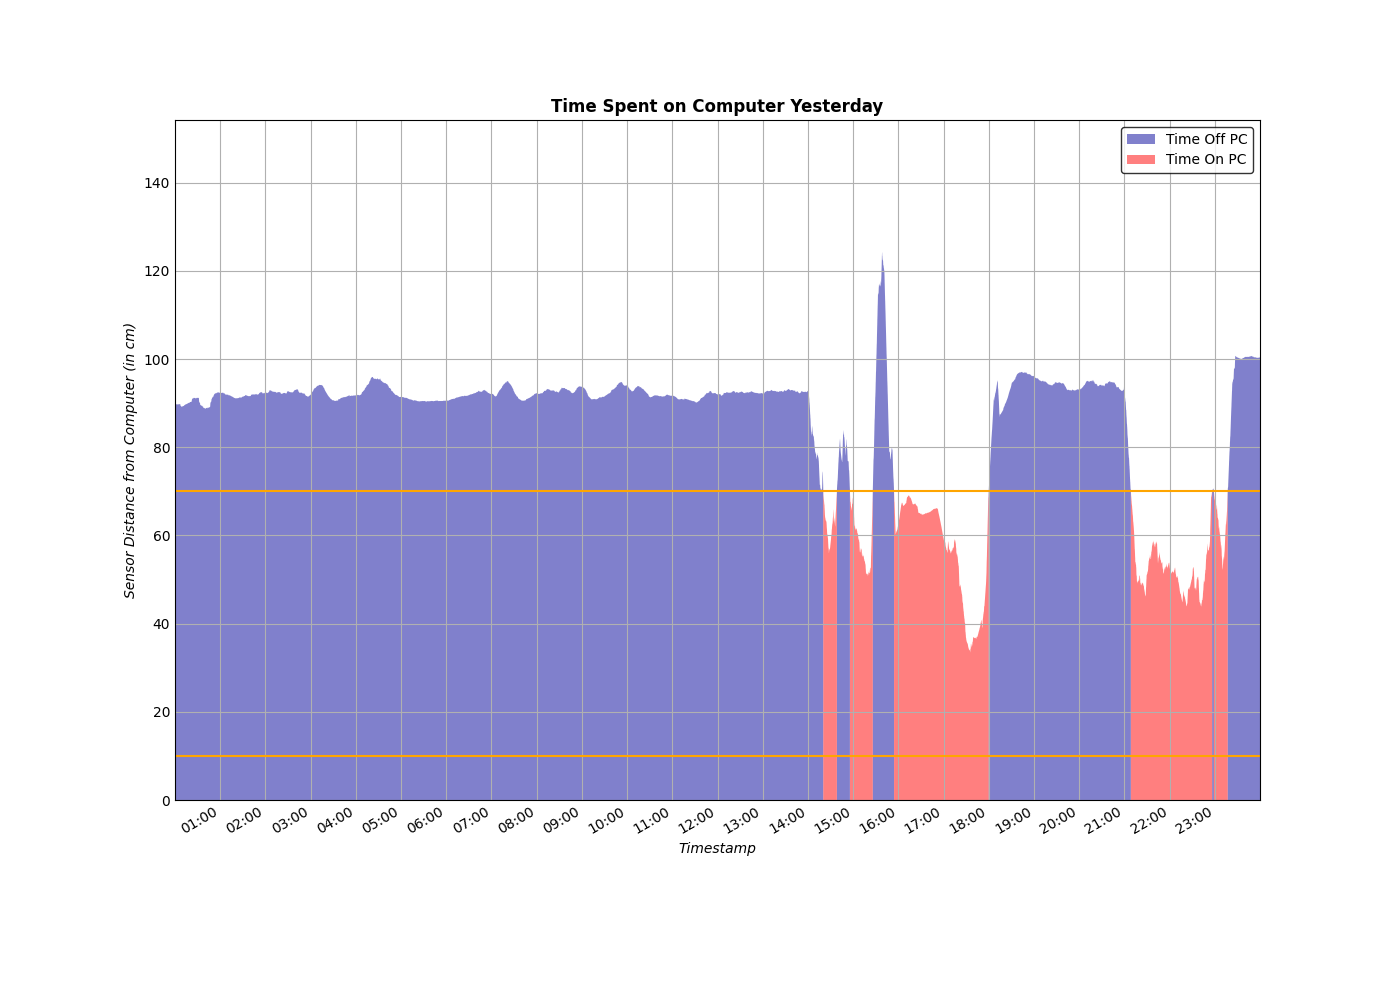 Time Spent on Computer Yesterday
Time Off PC
Time On PC
140
120
100
80
60
40
20
0
Sensor Distance from Computer (in cm)
01:00 02:00 03:00 04:00 05:00 06:00 07:00 08:00 09:00 10:00 11:00 12:00 13:00 14:00 15:00 16:00 17:00 18:00 19:00 20:00 21:00 22:00 23:00
Timestamp